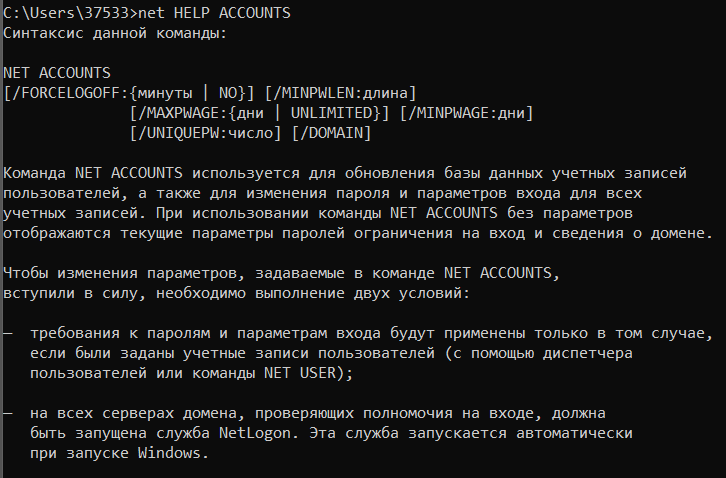 C:\Users\37533>net HELP ACCOUNTS
Синтаксис данной команды:
NET ACCOUNTS
[/FORCELOGOFF:{минуты | NO}] [/MINPWLEN:длина]
[/MAXPWAGE:{дни | UNLIMITED}] [/MINPWAGE:дни]
[/UNIQUEPW:число] [/DOMAIN]
Команда NET ACCOUNTS используется для обновления базы данных учетных записей
пользователей, а также для изменения пароля и параметров входа для всех
учетных записей. При использовании команды NET ACCOUNTS без параметров
отображаются текущие параметры паролей ограничения на вход и сведения о домене.
Чтобы изменения параметров, задаваемые в команде NET ACCOUNTS,
вступили в силу, необходимо выполнение двух условий:
— требования к паролям и параметрам входа будут применены только в том случае,
если были заданы учетные записи пользователей (с помощью диспетчера
пользователей или команды NET USER);
— на всех серверах домена, проверяющих полномочия на входе, должна
быть запущена служба NetLogon. Эта служба запускается автоматически
при запуске Windows.